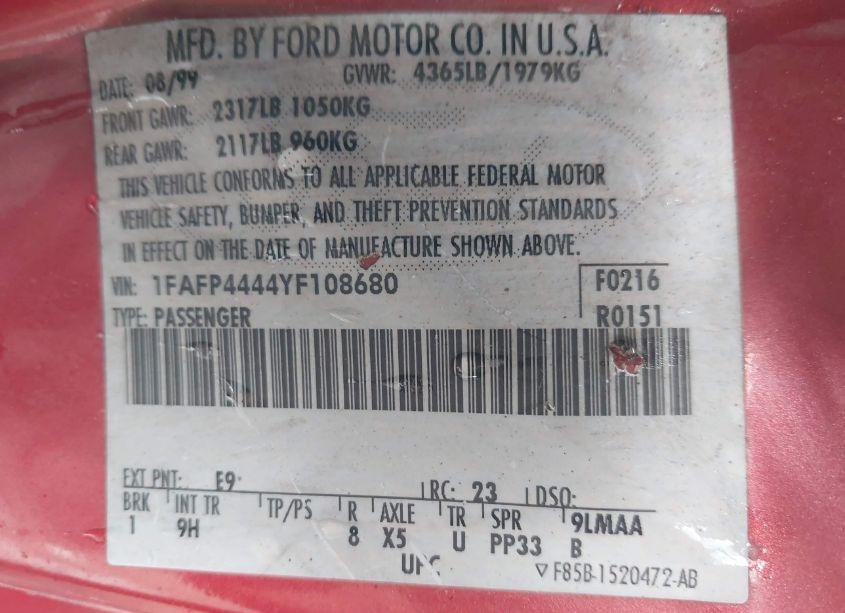 MFD. BY FORD MOTOR CO. IN U.S.A.
DATE: 08/99 GVWR: 4365LB/1979KG
FRONT GAWR: 2317LB 1050KG
REAR GAWR: 2117LB 960KG
THIS VEHICLE CONFORMS TO ALL APPLICABLE FEDERAL MOTOR
VEHICLE SAFETY, BUMPER, AND THEFT PREVENTION STANDARDS
IN EFFECT ON THE DATE OF MANUFACTURE SHOWN ABOVE.
VIN: 1FAFP4444YF108680 F0216
TYPE: PASSENGER R0151
EXT PNT: E9 RC: 23 DSO:
BRK INT TR TP/PS R AXLE TR SPR 9LMAA
1 9H 8 X5 U PP33 B
▽F85B-1520472-AB